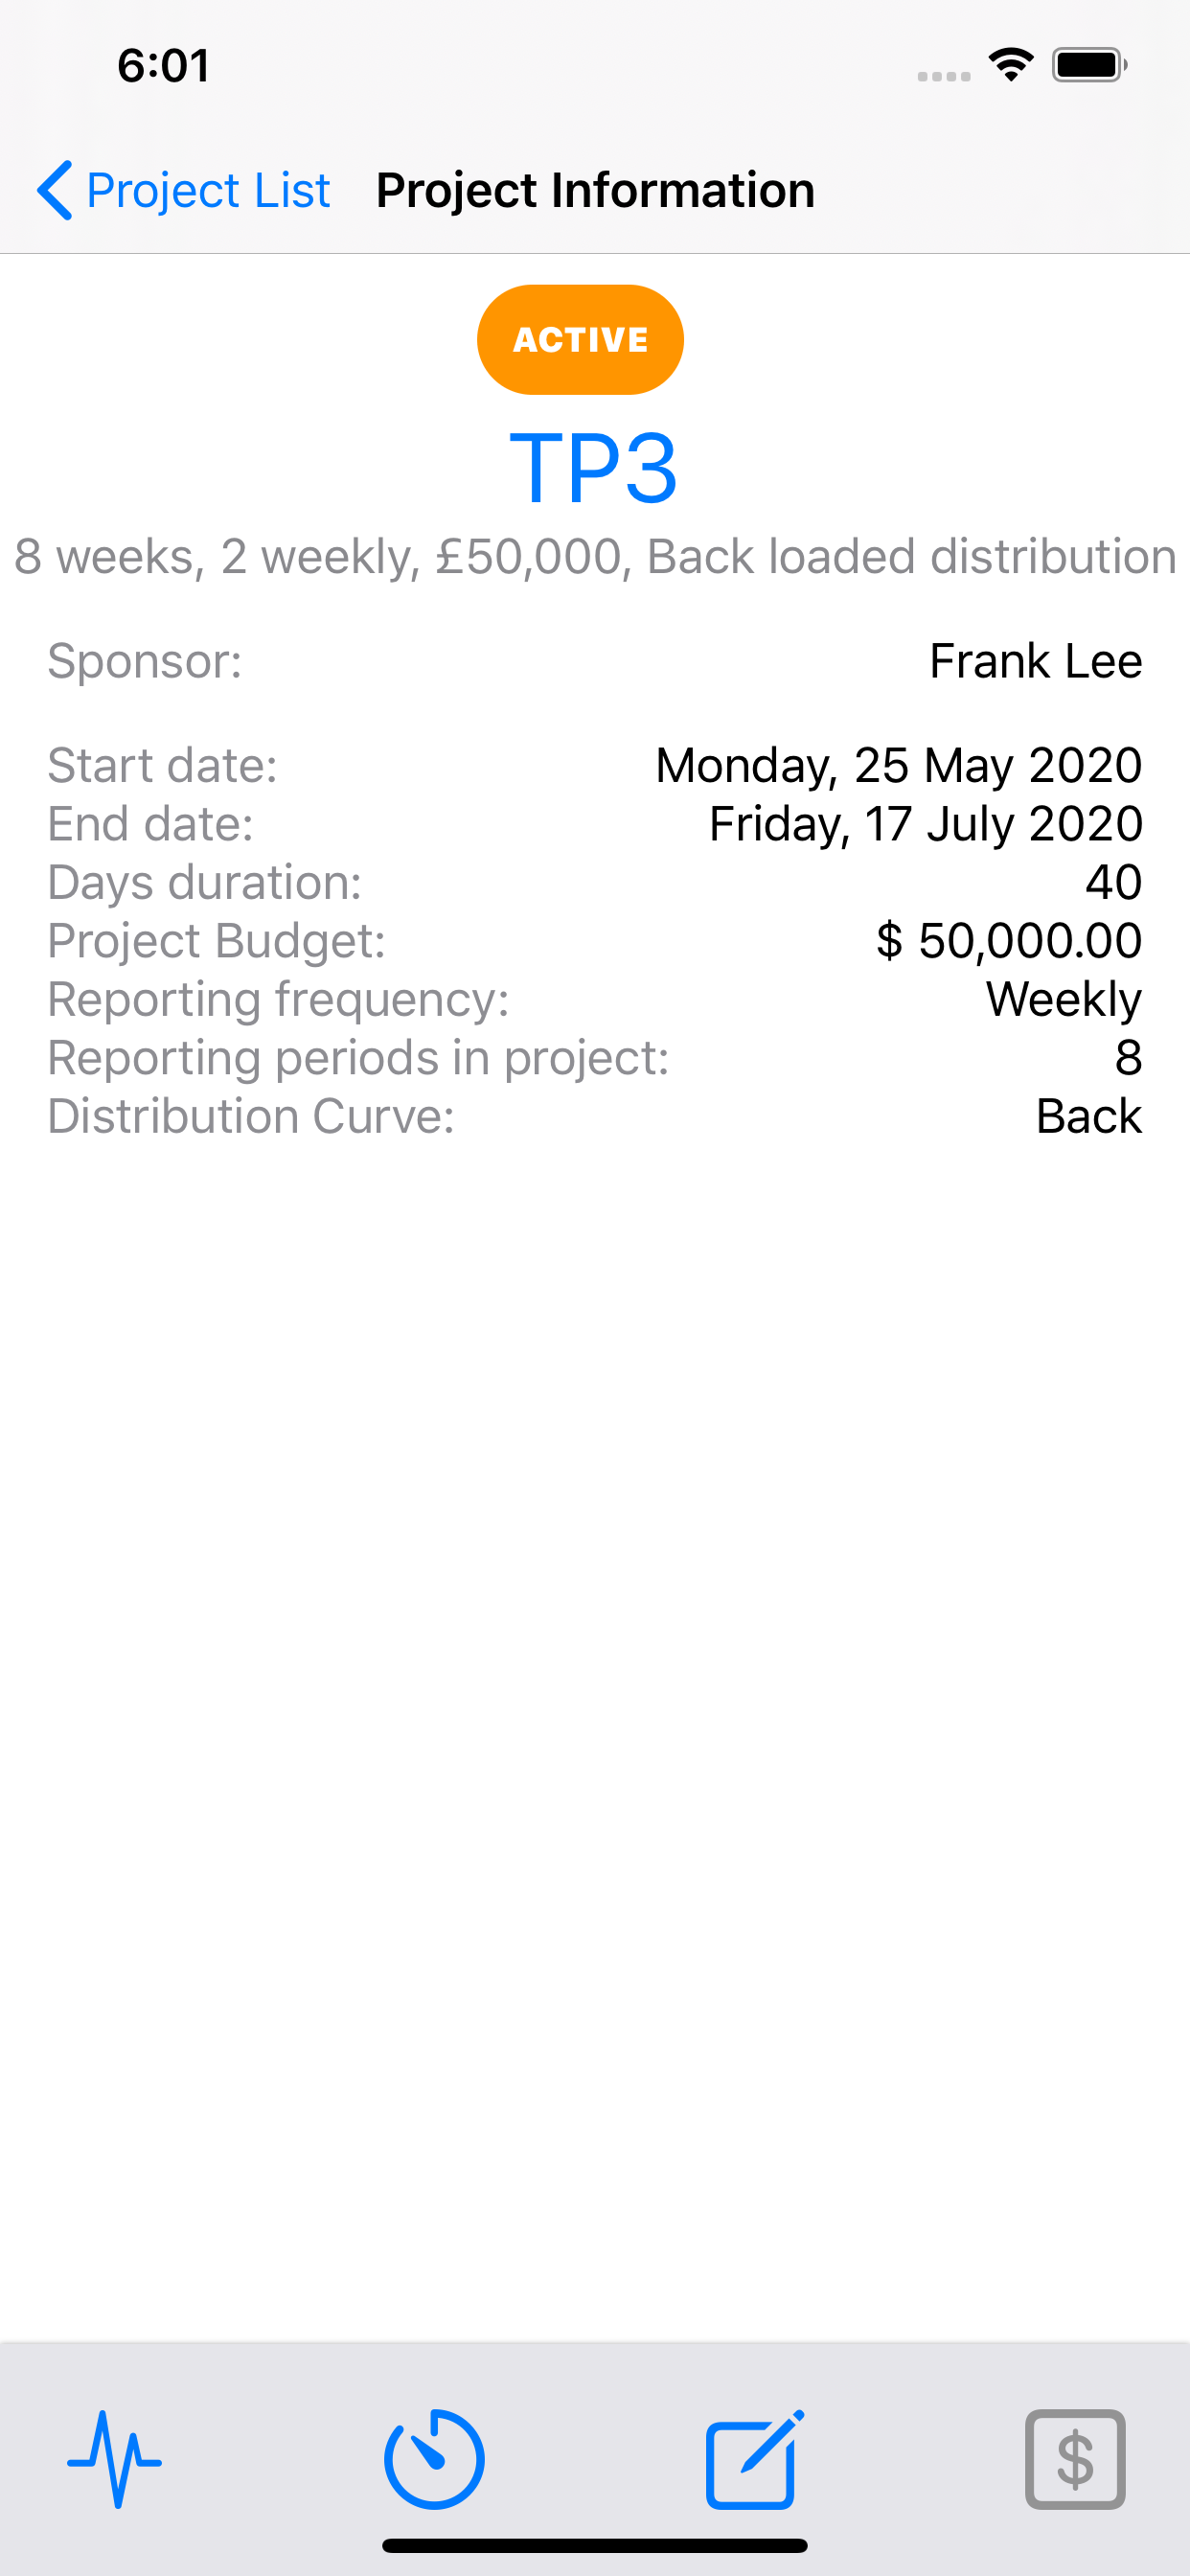 6:01
Project List Project Information
ACTIVE
TP3
8 weeks, 2 weekly, £50,000, Back loaded distribution
Sponsor: Frank Lee
Start date: Monday, 25 May 2020
End date: Friday, 17 July 2020
Days duration: 40
Project Budget: $ 50,000.00
Reporting frequency: Weekly
Reporting periods in project: 8
Distribution Curve: Back
$